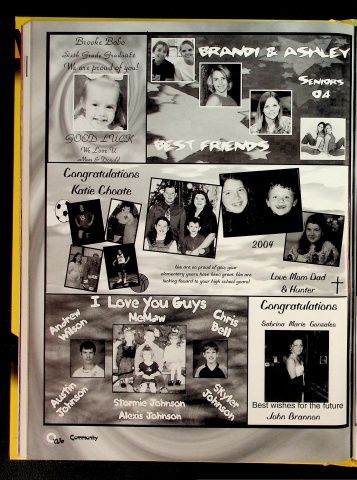 Brooke Bobo
Sixth Grade Graduate
We are proud of you!
GOOD LUCK
We Love U
Mom & Donald
BRANDI & ASHLEY
SENIORS
04
BEST FRIENDS
Congratulations
Katie Choate
2004
We are so proud of you your
elementary years have been great. We are
looking foward to your high school years!
Love Mom Dad
& Hunter
I Love You Guys
MeMaw
Andrew
Wilson
Chris
Bell
Austin
Johnson
Stormie Johnson
Alexis Johnson
Skyler
Johnson
Congratulations
Sabrina Marie Gonzales
Best wishes for the future
John Brannon
126 Community